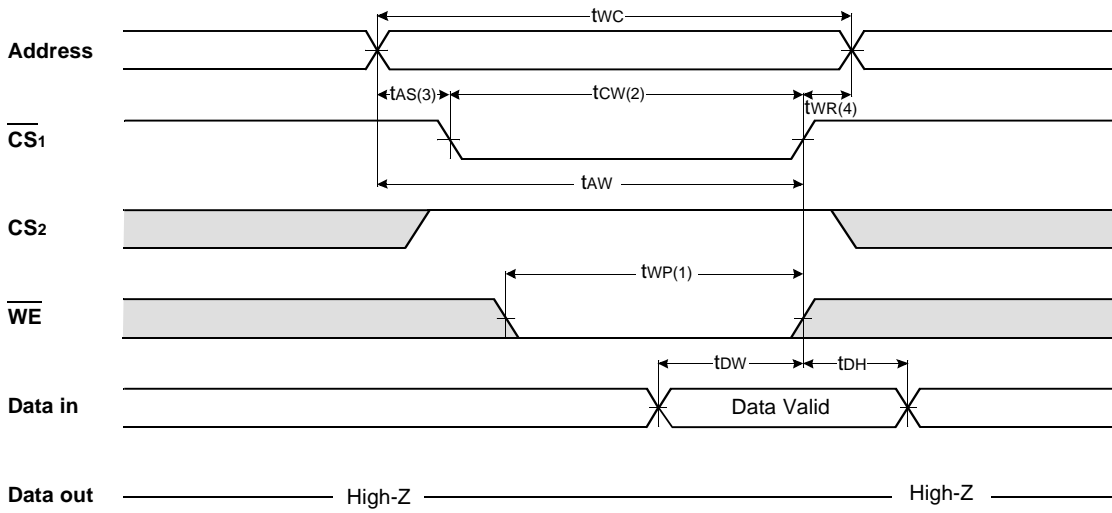 tWC
Address
tAS(3) tCW(2) tWR(4)
CS1
tAW
CS2
tWP(1)
WE
tDW tDH
Data in Data Valid
Data out High-Z High-Z